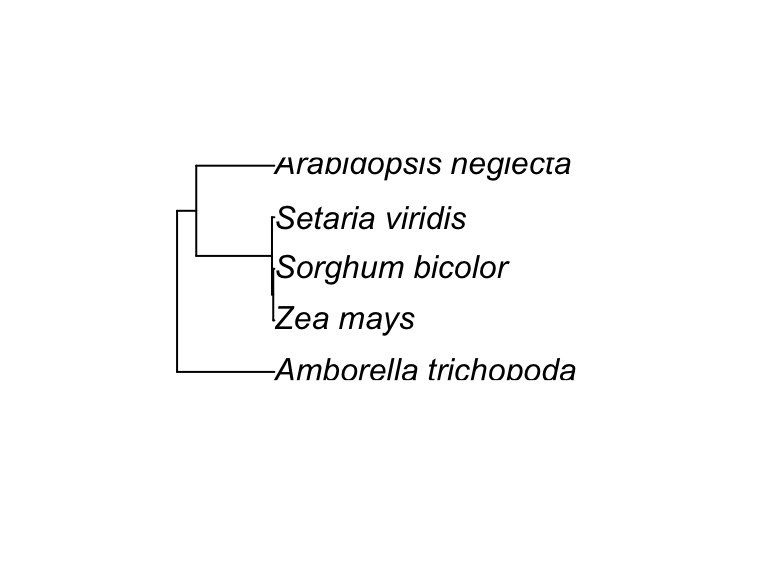 Arabidopsis neglecta
Setaria viridis
Sorghum bicolor
Zea mays
Amborella trichopoda